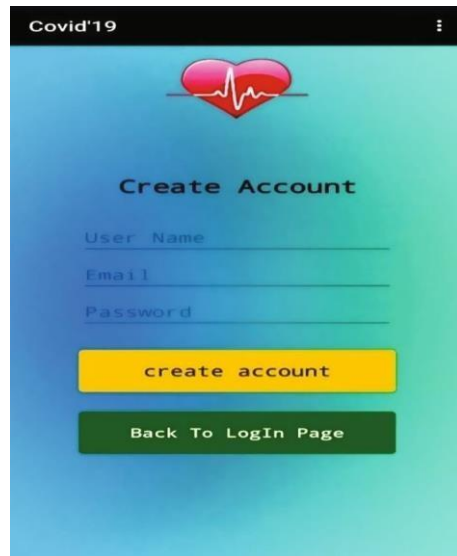 Covid'19
Create Account
User Name
Email
Password
create account
Back To LogIn Page